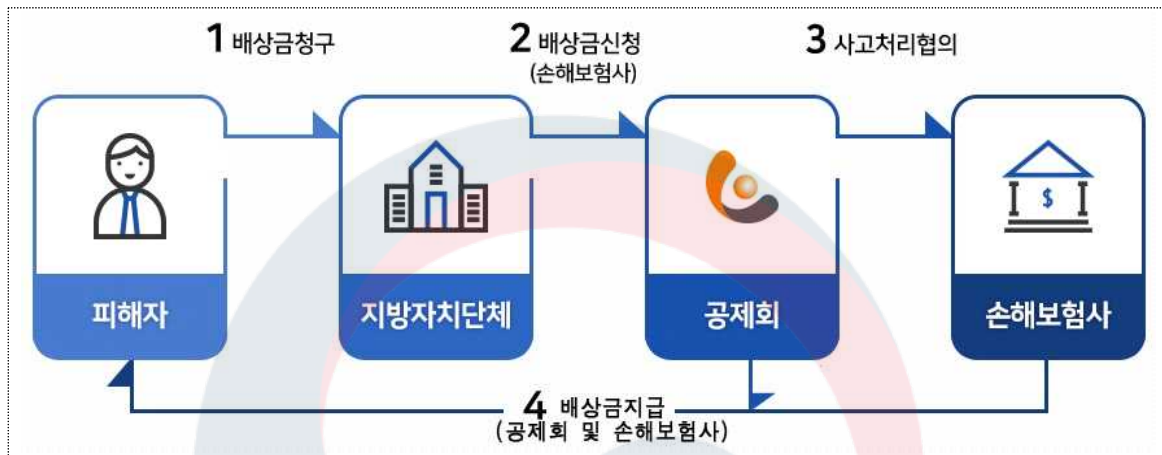 1 배상금청구
2 배상금신청
(손해보험사)
3 사고처리협의
$
피해자
지방자치단체
공제회
손해보험사
4 배상금지급
(공제회 및 손해보험사)